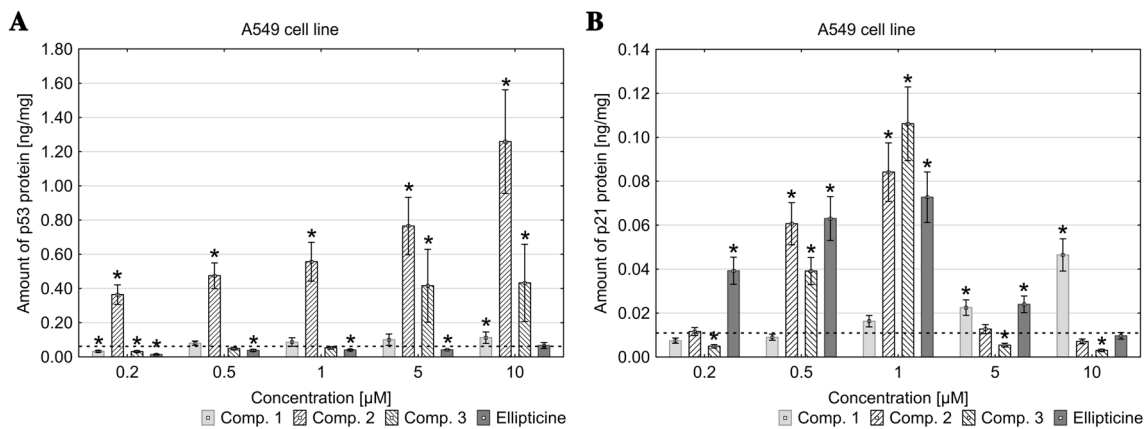 A
A549 cell line
Amount of p53 protein [ng/mg]
1.80
1.60
1.40
1.20
1.00
0.80
0.60
0.40
0.20
0.00
* * * * * * * * * * * * * *
0.2 0.5 1 5 10
Concentration [µM]
Comp. 1 Comp. 2 Comp. 3 Ellipticine
B
A549 cell line
Amount of p21 protein [ng/mg]
0.14
0.12
0.10
0.08
0.06
0.04
0.02
0.00
* * * * * * * * * * * * *
0.2 0.5 1 5 10
Concentration [µM]
Comp. 1 Comp. 2 Comp. 3 Ellipticine